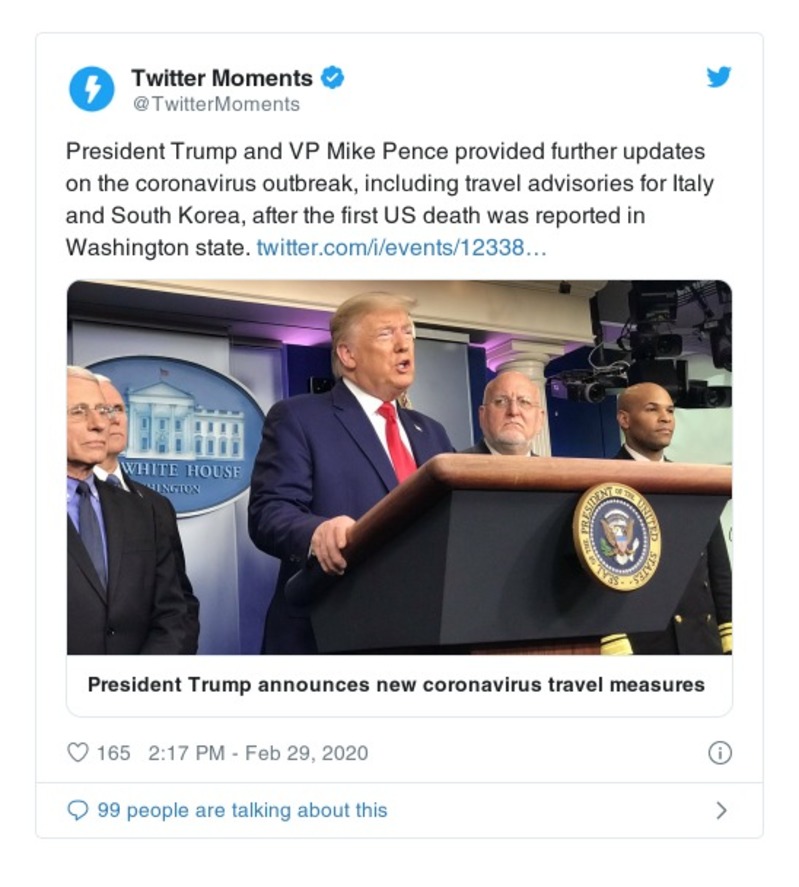 Twitter Moments
@TwitterMoments
President Trump and VP Mike Pence provided further updates
on the coronavirus outbreak, including travel advisories for Italy
and South Korea, after the first US death was reported in
Washington state. twitter.com/i/events/12338…
WHITE HOUSE
SEAL OF THE PRESIDENT OF THE UNITED STATES
President Trump announces new coronavirus travel measures
165 2:17 PM - Feb 29, 2020
99 people are talking about this